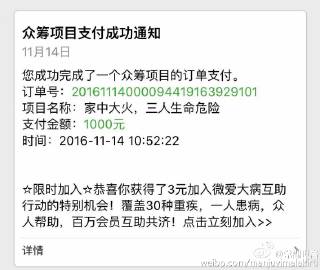 众筹项目支付成功通知
11月14日
您成功完成了一个众筹项目的订单支付。
订单号：20161114000094419163929101
项目名称：家中大火，三人生命危险
支付金额：1000元
时间：2016-11-14 10:52:22
☆限时加入☆恭喜你获得了3元加入微爱大病互助
行动的特别机会！覆盖30种重疾，一人患病，众
人帮助，百万会员互助共济！点击立刻加入>>
详情